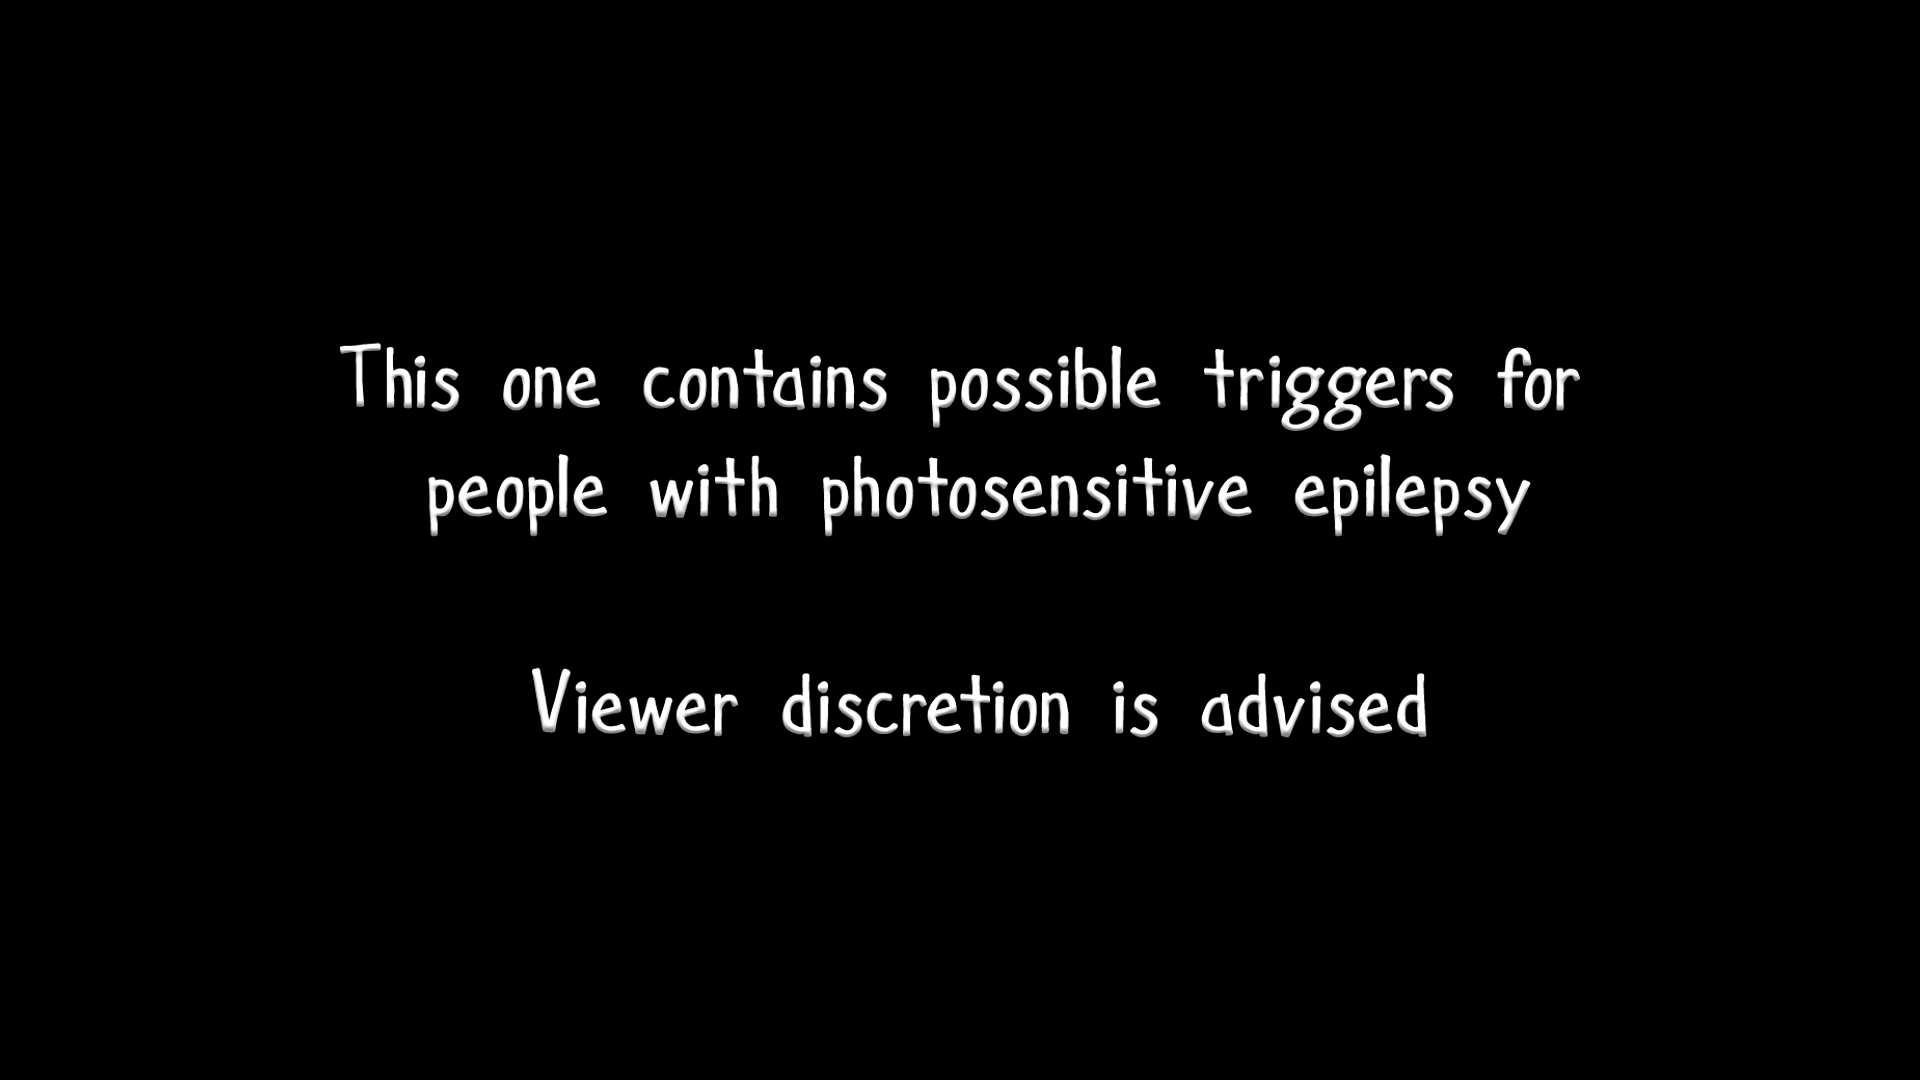 This one contains possible triggers for
people with photosensitive epilepsy
Viewer discretion is advised